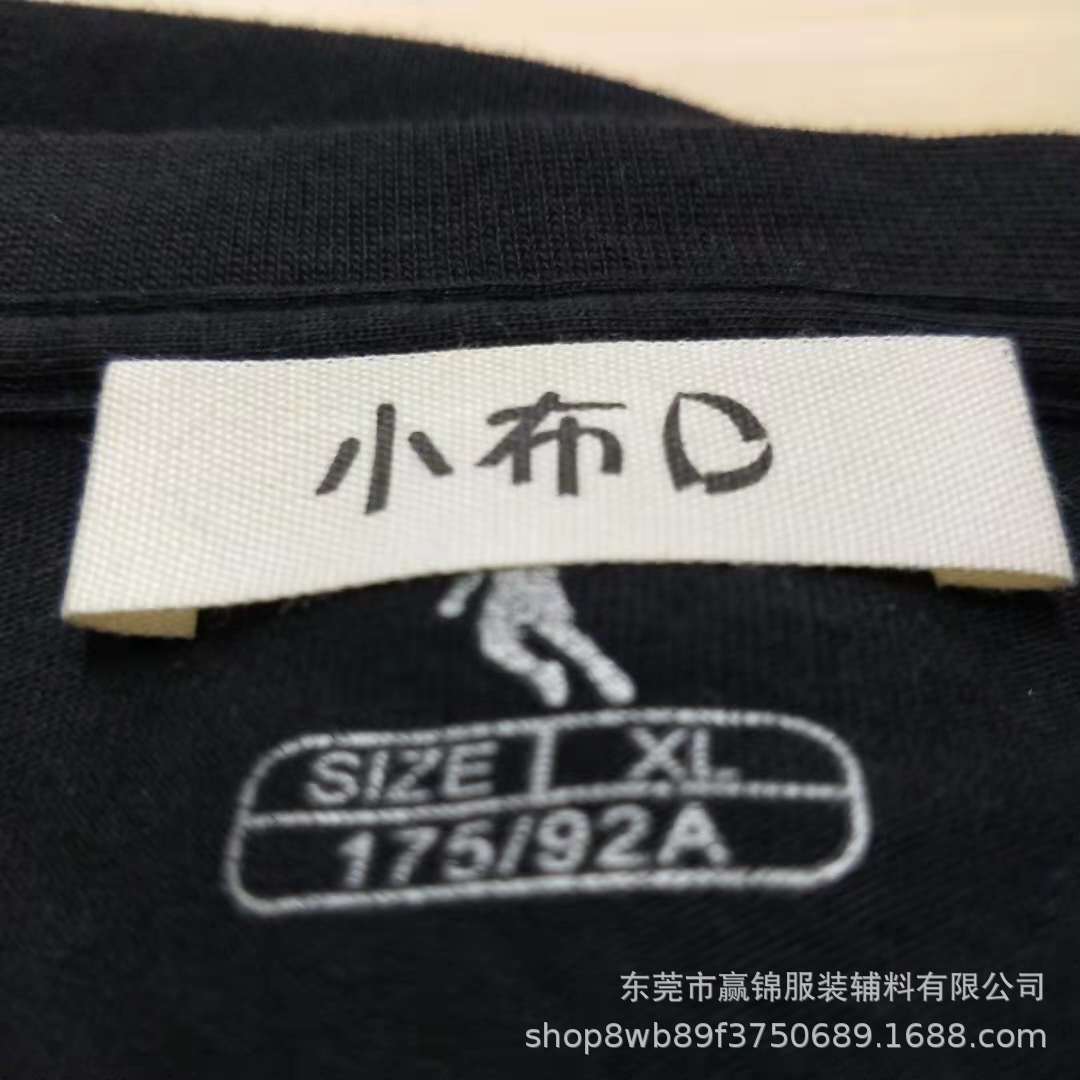 小布口
SIZE XL
175/92A
东莞市赢锦服装辅料有限公司
shop8wb89f3750689.1688.com